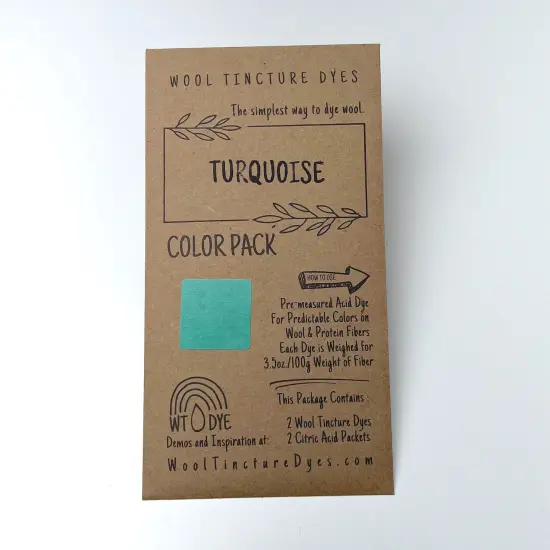 WOOL TINCTURE DYES
The simplest way to dye wool.
TURQUOISE
COLOR PACK
HOW TO USE
Pre-measured Acid Dye
For Predictable Colors on
Wool & Protein Fibers
Each Dye is Weighed for
3.5oz./100g Weight of Fiber
This Package Contains:
2 Wool Tincture Dyes
2 Citric Acid Packets
WT DYE
Demos and Inspiration at:
WoolTinctureDyes.com